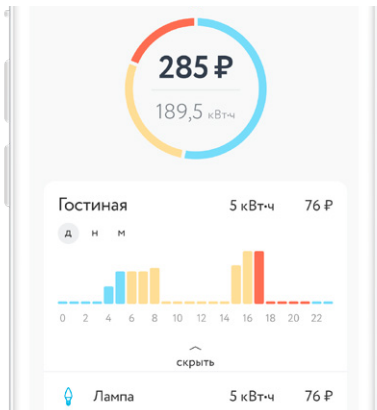 285 ₽
189,5 кВт·ч
Гостиная 5 кВт·ч 76 ₽
д н м
0 2 4 6 8 10 12 14 16 18 20 22
скрыть
Лампа 5 кВт·ч 76 ₽